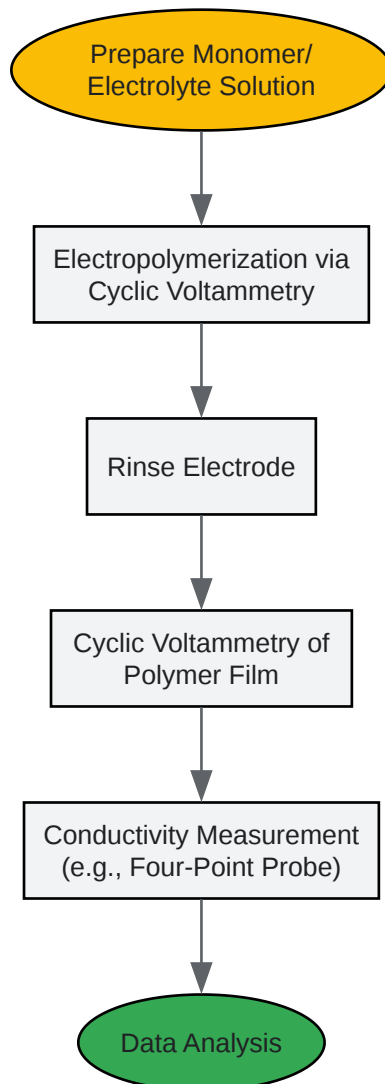 Prepare Monomer/
Electrolyte Solution
Electropolymerization via
Cyclic Voltammetry
Rinse Electrode
Cyclic Voltammetry of
Polymer Film
Conductivity Measurement
(e.g., Four-Point Probe)
Data Analysis